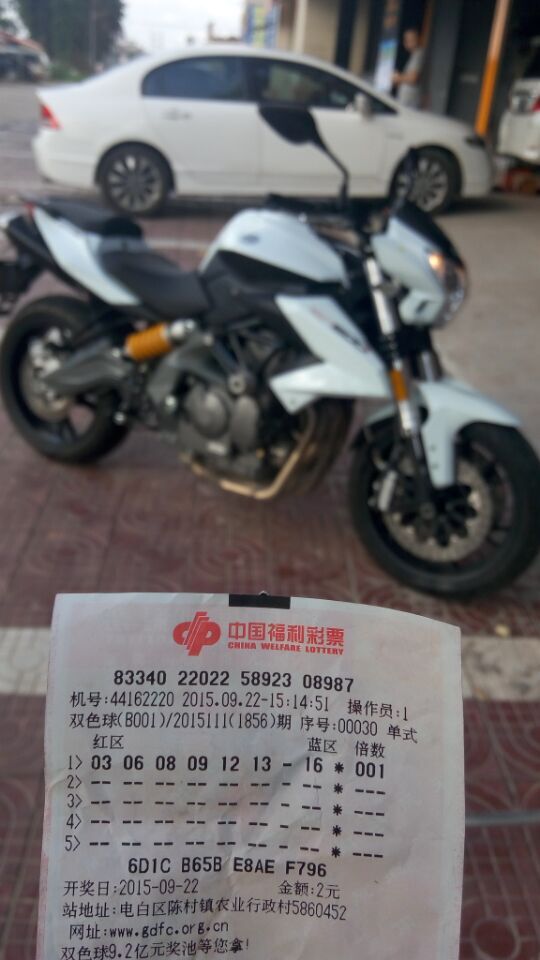 中国福利彩票
CHINA WELFARE LOTTERY
83340 22022 58923 08987
机号:44162220 2015.09.22-15:14:51 操作员:1
双色球(B001)/2015111(1856)期 序号:00030 单式
红区 蓝区 倍数
1> 03 06 08 09 12 13 - 16 * 001
2> -- -- -- -- -- -- - -- * ---
3> -- -- -- -- -- -- - -- * ---
4> -- -- -- -- -- -- - -- * ---
5> -- -- -- -- -- -- - -- * ---
6D1C B65B E8AE F796
开奖日:2015-09-22 金额:2元
站地址:电白区陈村镇农业行政村5860452
网址:www.gdfc.org.cn
双色球9.2亿元奖池等您拿!